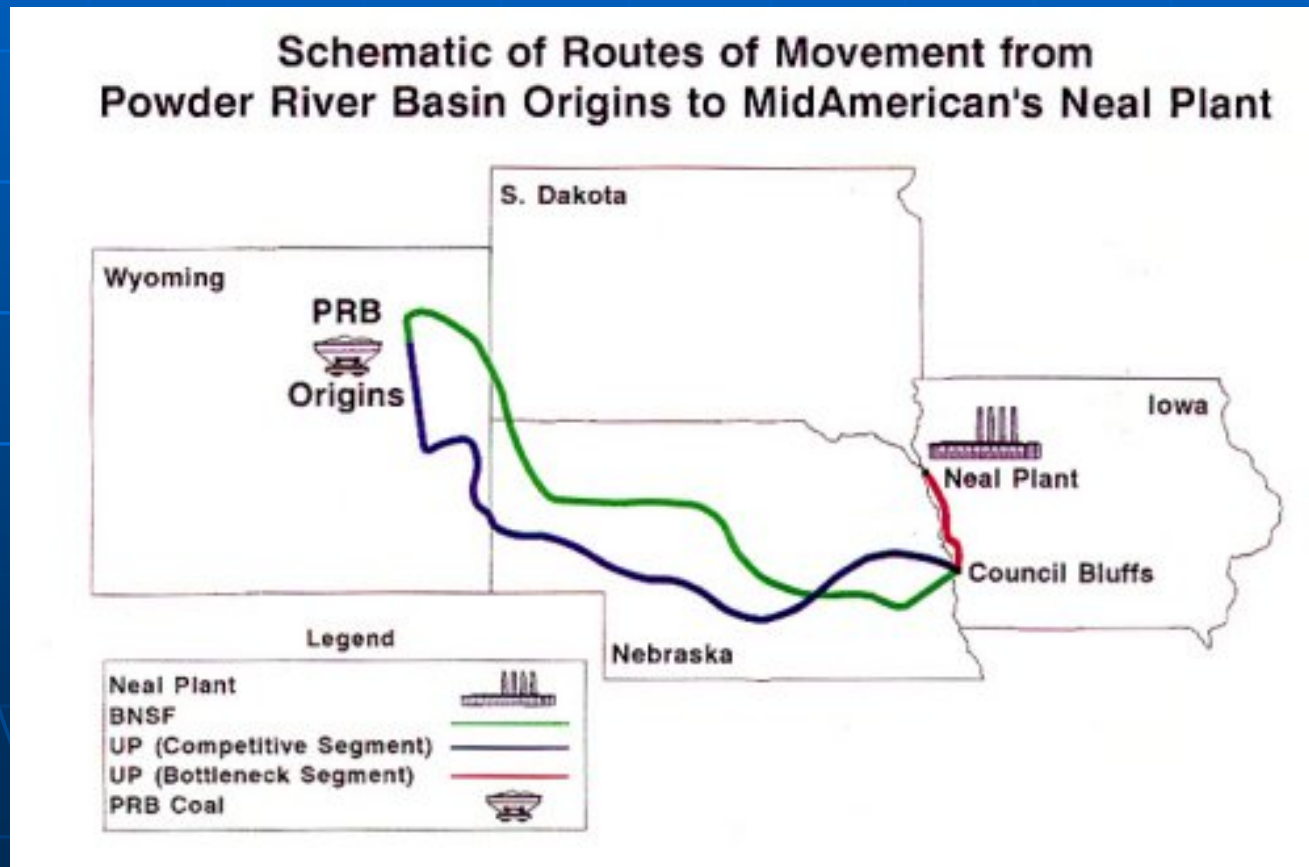 Schematic of Routes of Movement from
Powder River Basin Origins to MidAmerican's Neal Plant
S. Dakota
Wyoming
PRB
Origins
Iowa
Neal Plant
Council Bluffs
Nebraska
Legend
Neal Plant
BNSF
UP (Competitive Segment)
UP (Bottleneck Segment)
PRB Coal